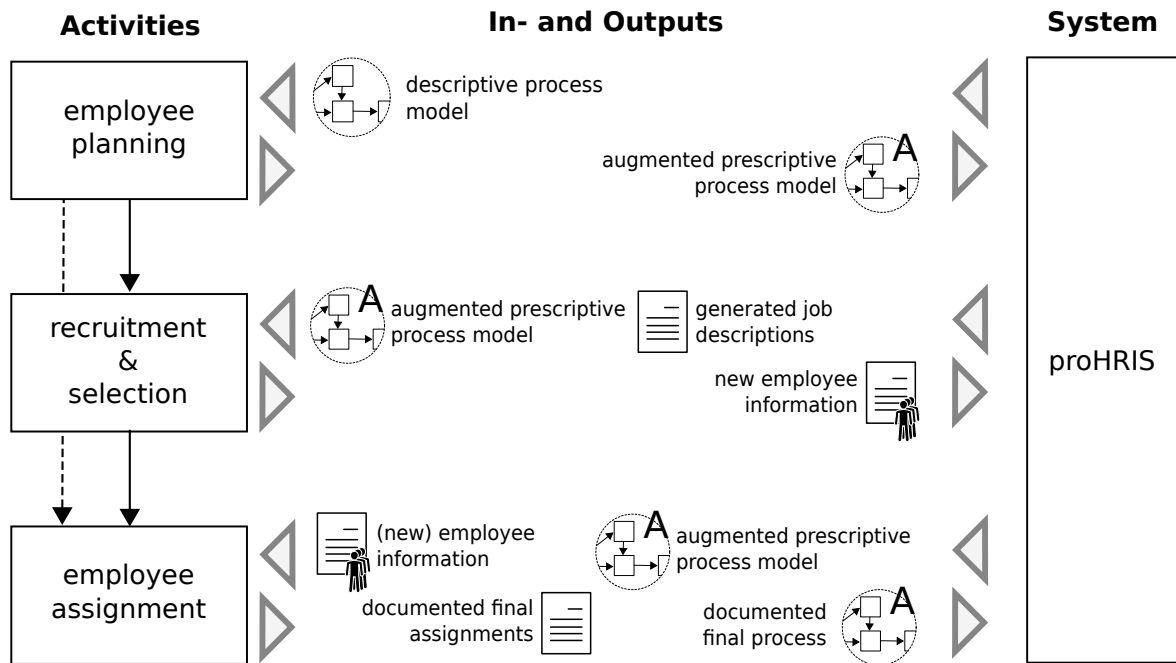 Activities
In- and Outputs
System
employee
planning
descriptive process
model
augmented prescriptive
process model
A
recruitment
&
selection
A
augmented prescriptive
process model
generated job
descriptions
new employee
information
proHRIS
employee
assignment
(new) employee
information
A
augmented prescriptive
process model
documented final
assignments
documented
final process
A